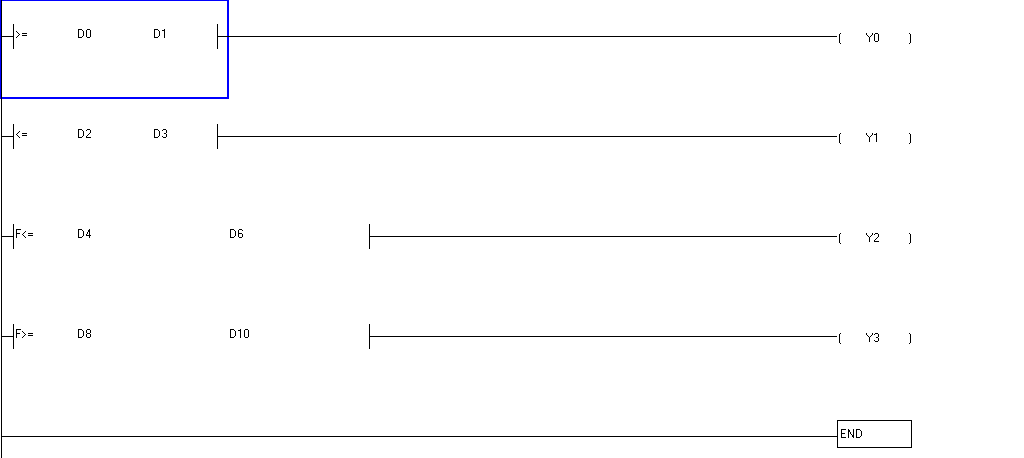 >= D0 D1 ( Y0 )
<= D2 D3 ( Y1 )
F<= D4 D6 ( Y2 )
F>= D8 D10 ( Y3 )
END